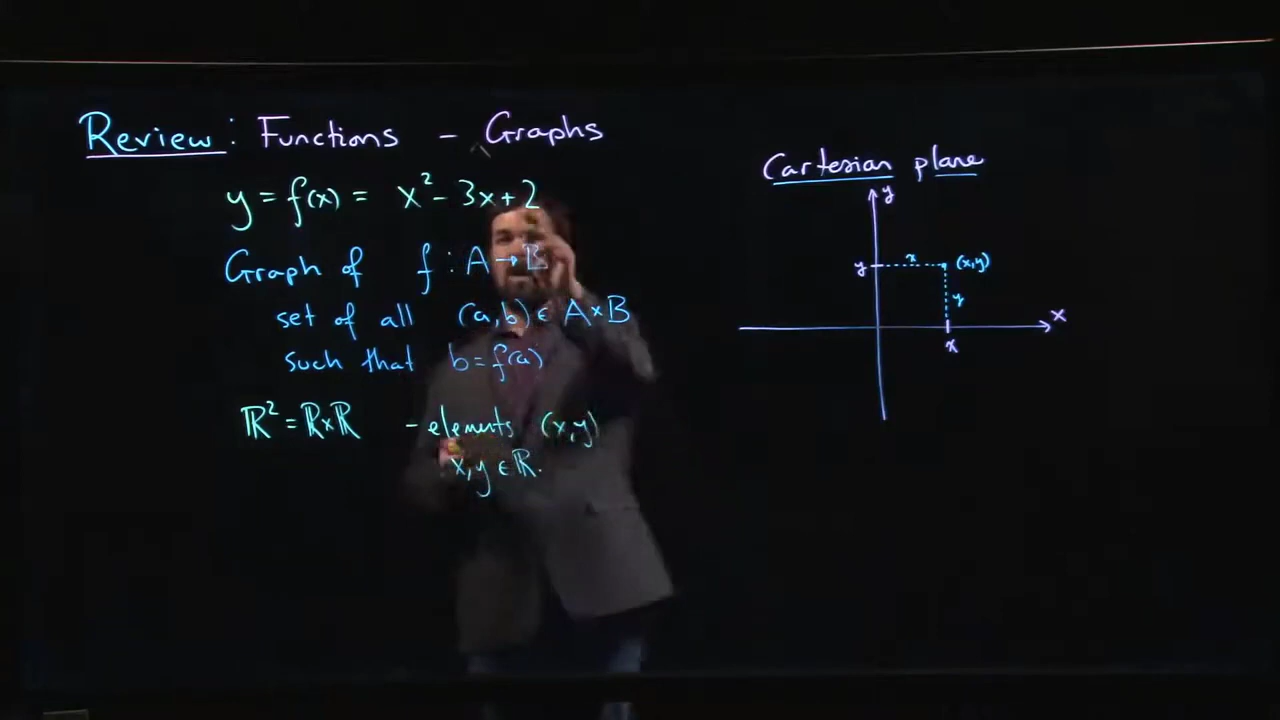 Review: Functions - Graphs
y = f(x) = x² - 3x + 2
Graph of f : A → B
set of all (a,b) ∈ A×B
such that b = f(a)
ℝ² = ℝ×ℝ - elements (x,y)
x,y ∈ ℝ.
Cartesian plane
y
y x (x,y)
y
x
x